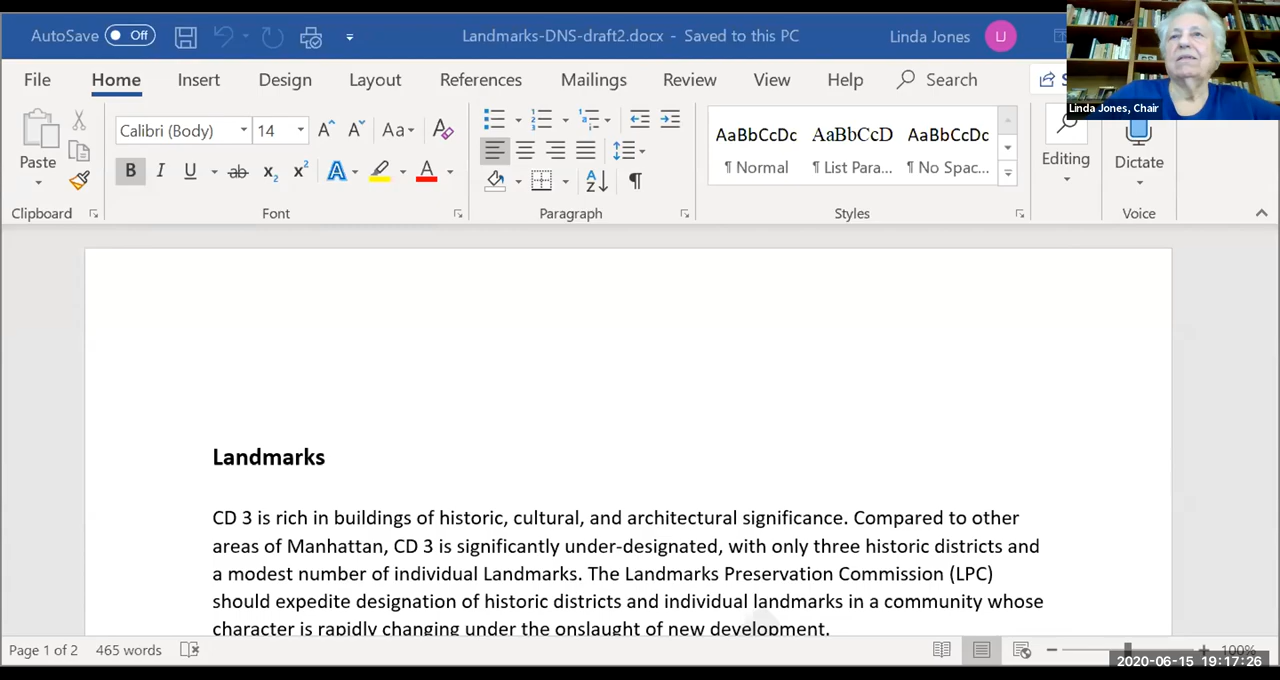 AutoSave Off Landmarks-DNS-draft2.docx - Saved to this PC Linda Jones LJ
File Home Insert Design Layout References Mailings Review View Help Search
Linda Jones, Chair
Calibri (Body) 14 Aa AaBbCcDc AaBbCcD AaBbCcDc
Paste B I U ab x2 x2 A A ¶ Normal ¶ List Para... ¶ No Spac... Editing Dictate
Clipboard Font Paragraph Styles Voice
Landmarks
CD 3 is rich in buildings of historic, cultural, and architectural significance. Compared to other
areas of Manhattan, CD 3 is significantly under-designated, with only three historic districts and
a modest number of individual Landmarks. The Landmarks Preservation Commission (LPC)
should expedite designation of historic districts and individual landmarks in a community whose
character is rapidly changing under the onslaught of new development.
Page 1 of 2 465 words 100%
2020-06-15 19:17:26